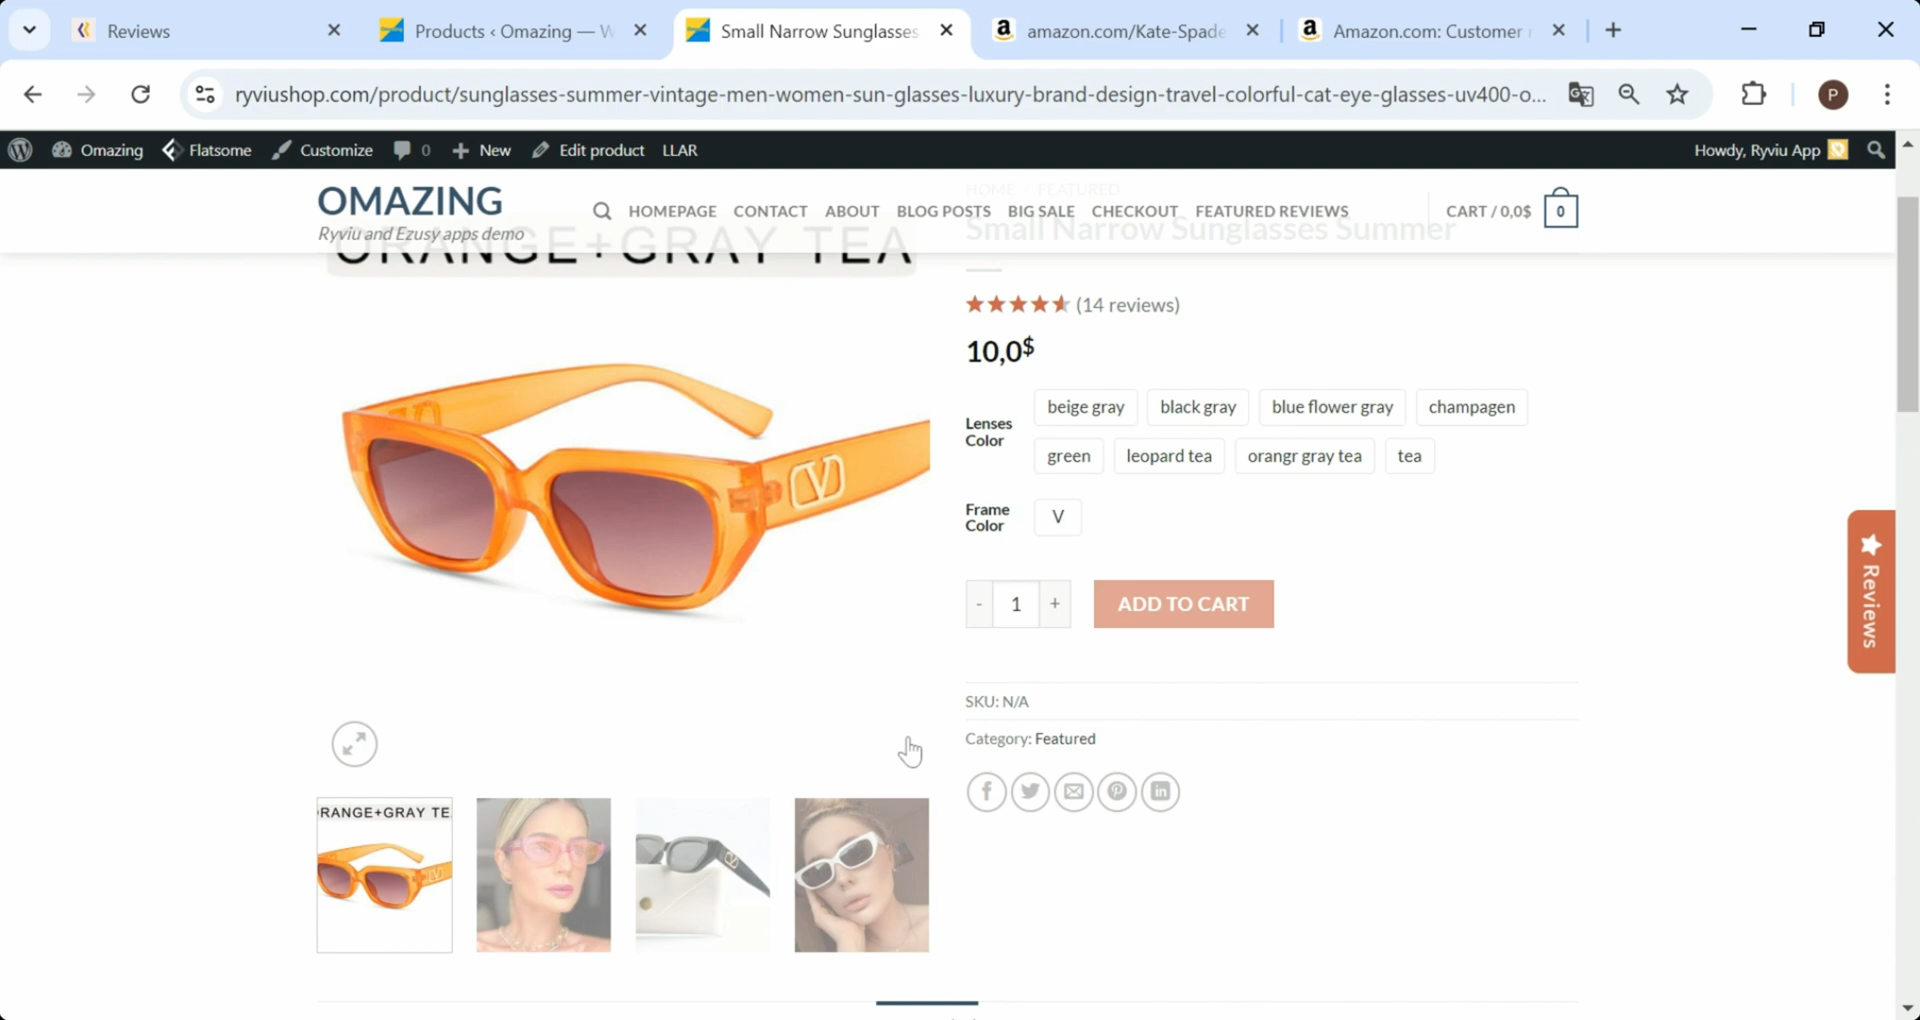 Reviews
Products ‹ Omazing — W
Small Narrow Sunglasses
amazon.com/Kate-Spade
Amazon.com: Customer r
ryviushop.com/product/sunglasses-summer-vintage-men-women-sun-glasses-luxury-brand-design-travel-colorful-cat-eye-glasses-uv400-o...
P
Omazing
Flatsome
Customize
0
New
Edit product
LLAR
Howdy, Ryviu App
OMAZING
Ryviu and Ezusy apps demo
HOMEPAGE
CONTACT
ABOUT
BLOG POSTS
BIG SALE
CHECKOUT
FEATURED REVIEWS
CART / 0,0$
0
HOME / FEATURED
Small Narrow Sunglasses Summer
ORANGE+GRAY TEA
(14 reviews)
10,0$
Lenses Color
beige gray
black gray
blue flower gray
champagen
green
leopard tea
orangr gray tea
tea
Frame Color
V
- 1 +
ADD TO CART
Reviews
SKU: N/A
Category: Featured
RANGE+GRAY TE